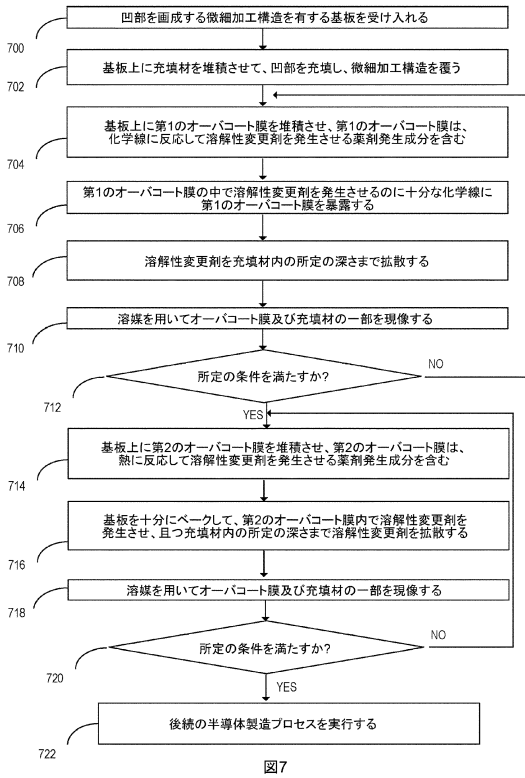 凹部を画成する微細加工構造を有する基板を受け入れる
700
基板上に充填材を堆積させて、凹部を充填し、微細加工構造を覆う
702
基板上に第1のオーバコート膜を堆積させ、第1のオーバコート膜は、
化学線に反応して溶解性変更剤を発生させる薬剤発生成分を含む
704
第1のオーバコート膜の中で溶解性変更剤を発生させるのに十分な化学線に
第1のオーバコート膜を暴露する
706
溶解性変更剤を充填材内の所定の深さまで拡散する
708
溶媒を用いてオーバコート膜及び充填材の一部を現像する
710
所定の条件を満たすか?
NO
712
YES
基板上に第2のオーバコート膜を堆積させ、第2のオーバコート膜は、
熱に反応して溶解性変更剤を発生させる薬剤発生成分を含む
714
基板を十分にベークして、第2のオーバコート膜内で溶解性変更剤を
発生させ、且つ充填材内の所定の深さまで溶解性変更剤を拡散する
716
溶媒を用いてオーバコート膜及び充填材の一部を現像する
718
所定の条件を満たすか?
NO
720
YES
後続の半導体製造プロセスを実行する
722
図7